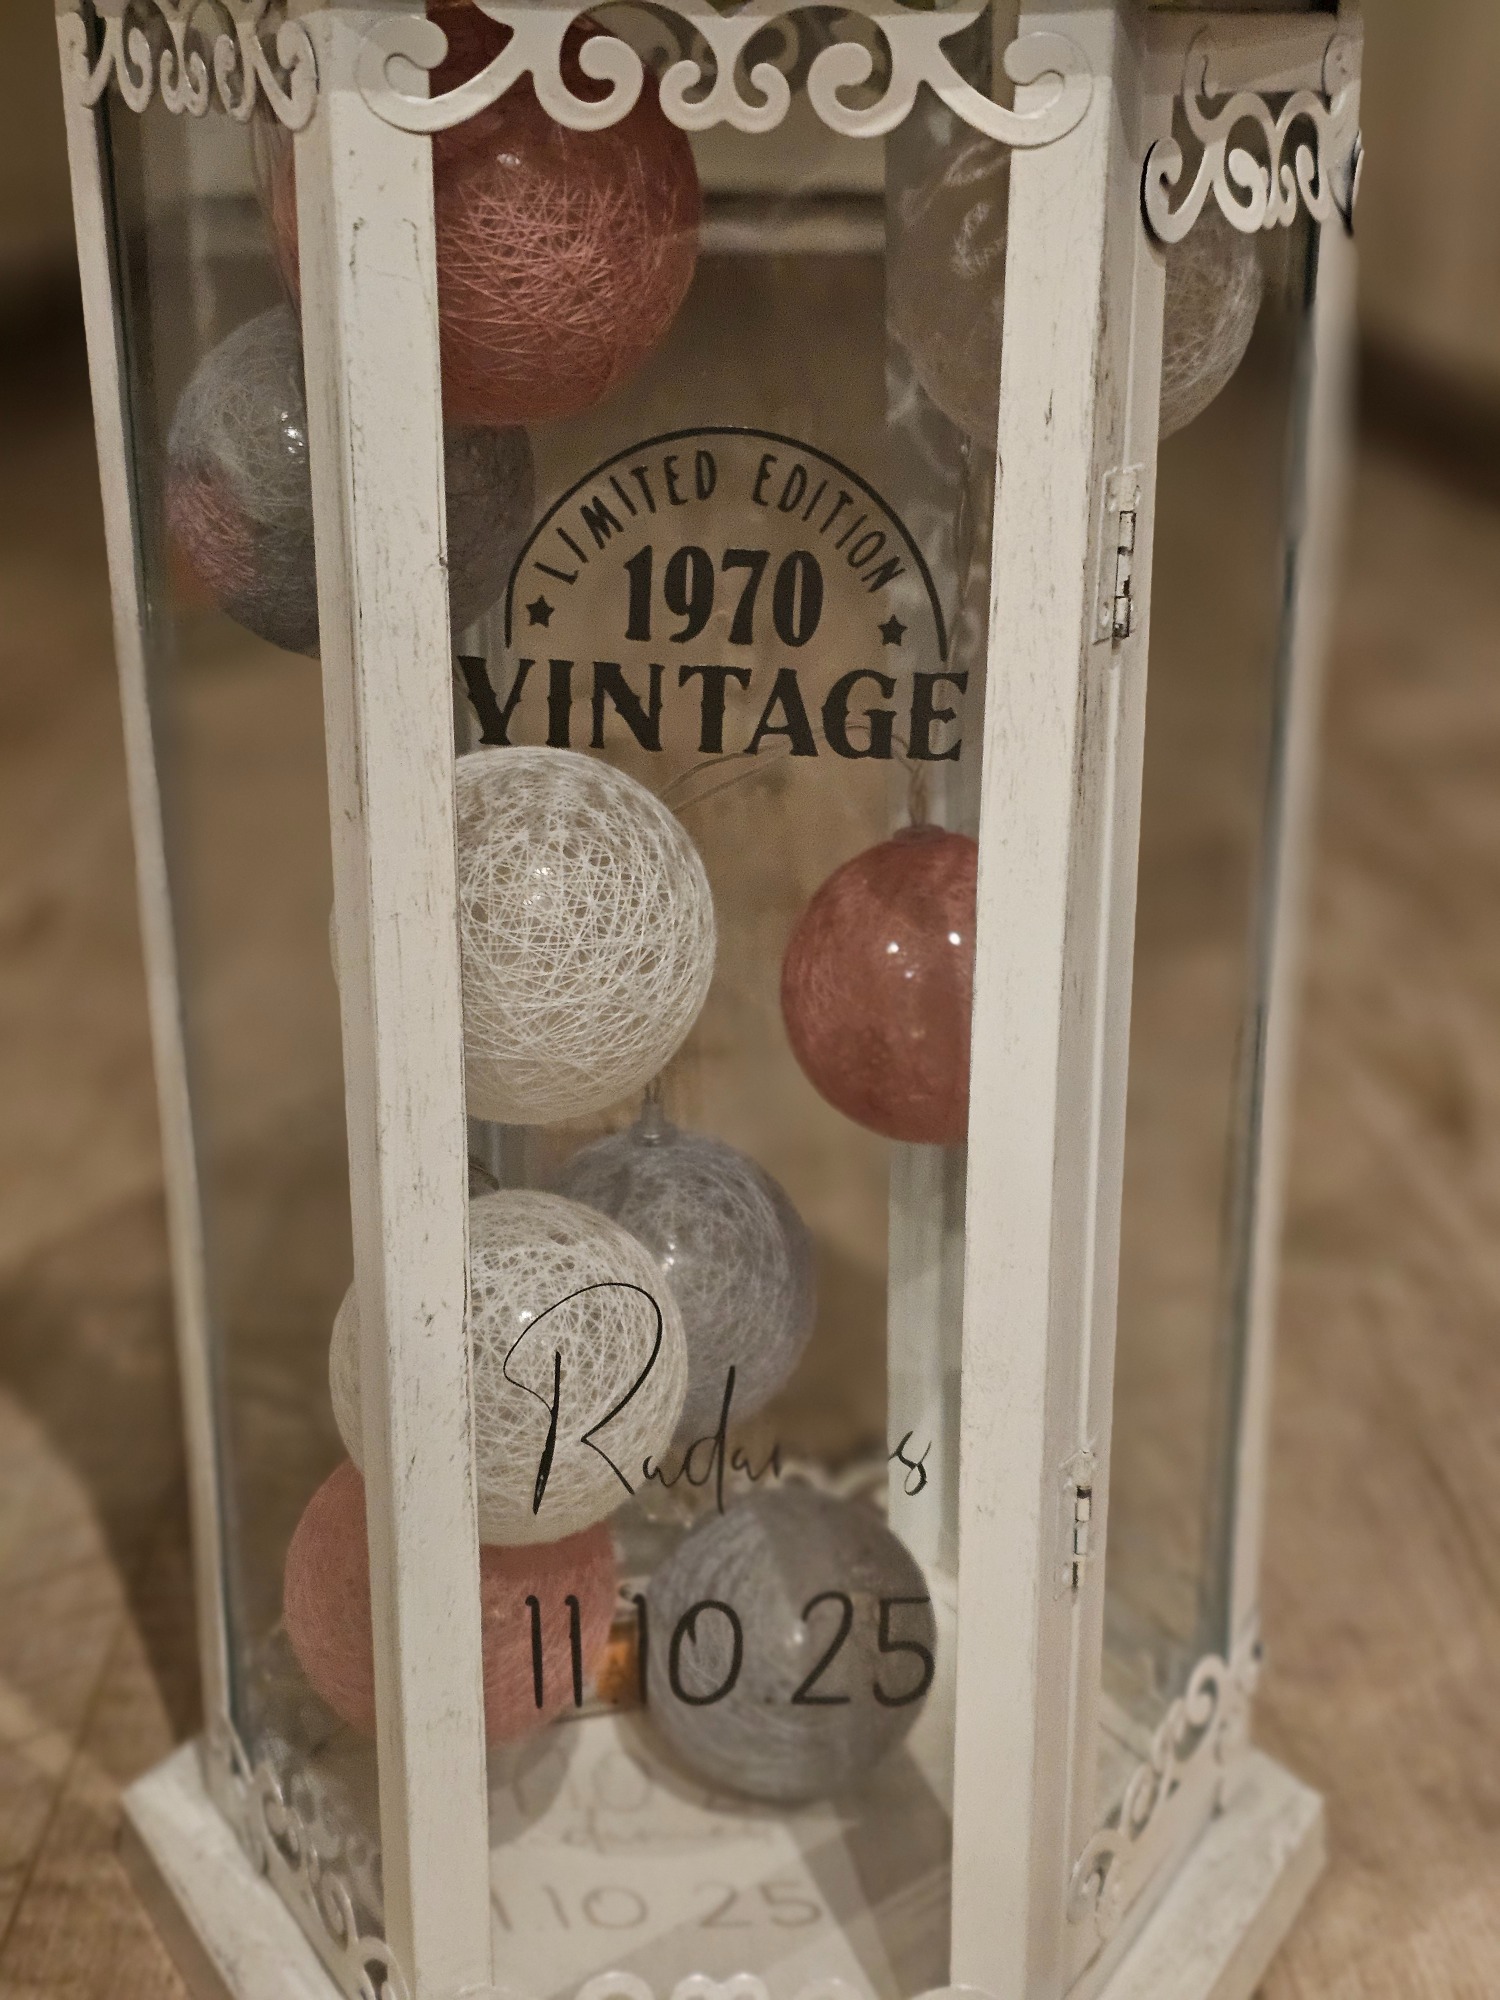 LIMITED EDITION
1970
VINTAGE
11.10.25